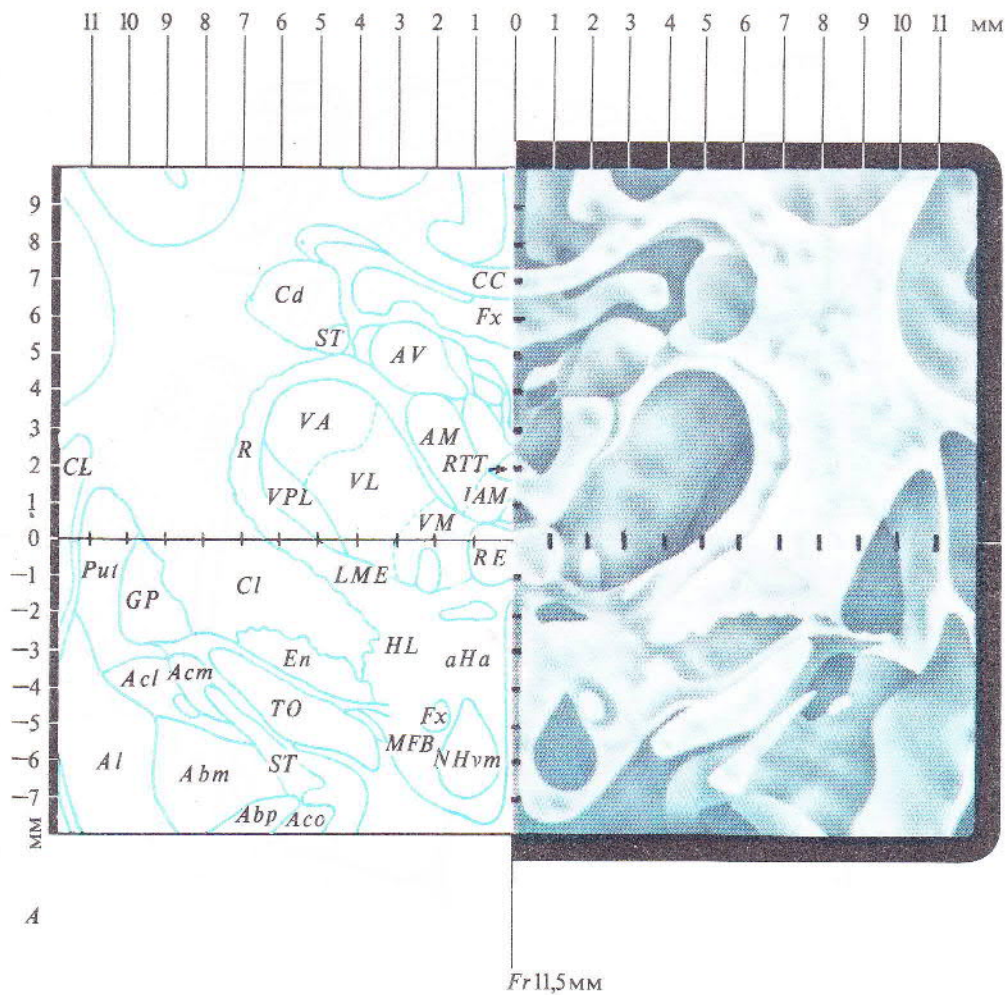 11 10 9 8 7 6 5 4 3 2 1 0 1 2 3 4 5 6 7 8 9 10 11 мм
9
8
7
6
5
4
3
2
1
0
−1
−2
−3
−4
−5
−6
−7
мм
CC
Cd
Fx
ST
AV
VA
AM
R
RTT
CL
VL
VPL
IAM
VM
RE
Put
LME
Cl
GP
HL
En
aHa
Acl
Acm
TO
Fx
MFB
NHvm
Al
ST
Abm
Abp
Aco
A
Fr 11,5 мм